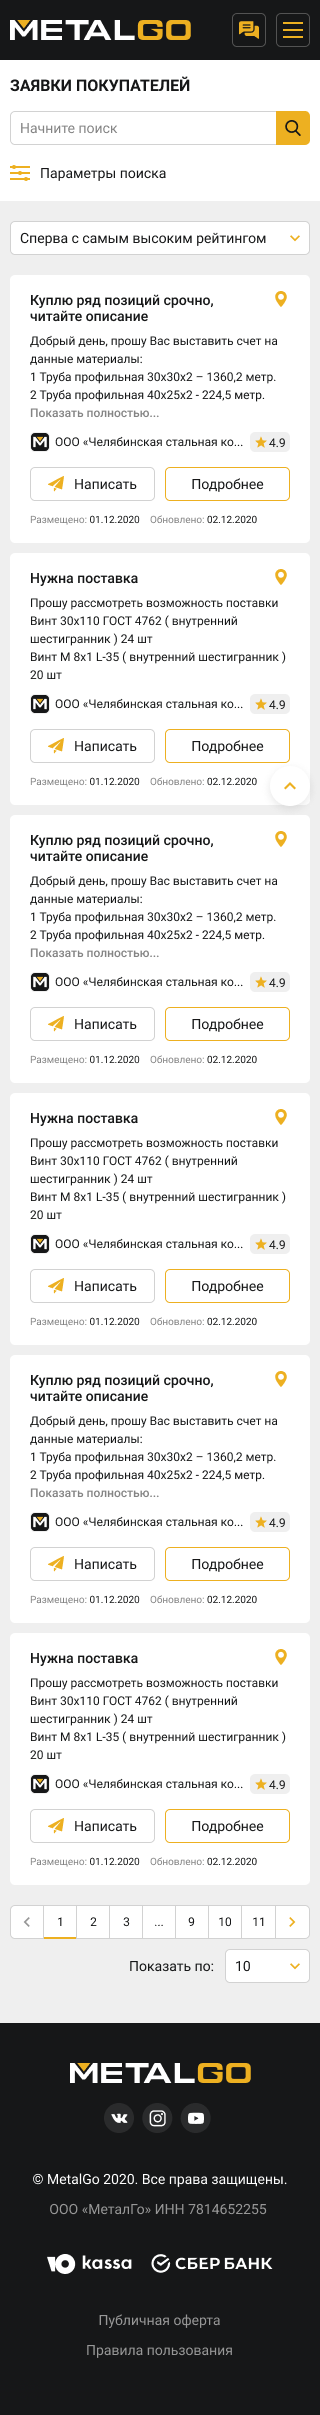 METALGO
ЗАЯВКИ ПОКУПАТЕЛЕЙ
Начните поиск
Параметры поиска
Сперва с самым высоким рейтингом
Куплю ряд позиций срочно,
читайте описание
Добрый день, прошу Вас выставить счет на
данные материалы:
1 Труба профильная 30х30х2 – 1360,2 метр.
2 Труба профильная 40х25х2 - 224,5 метр.
Показать полностью...
ООО «Челябинская стальная ко... 4.9
Написать Подробнее
Размещено: 01.12.2020 Обновлено: 02.12.2020
Нужна поставка
Прошу рассмотреть возможность поставки
Винт 30х110 ГОСТ 4762 ( внутренний
шестигранник ) 24 шт
Винт М 8х1 L-35 ( внутренний шестигранник )
20 шт
ООО «Челябинская стальная ко... 4.9
Написать Подробнее
Размещено: 01.12.2020 Обновлено: 02.12.2020
Куплю ряд позиций срочно,
читайте описание
Добрый день, прошу Вас выставить счет на
данные материалы:
1 Труба профильная 30х30х2 – 1360,2 метр.
2 Труба профильная 40х25х2 - 224,5 метр.
Показать полностью...
ООО «Челябинская стальная ко... 4.9
Написать Подробнее
Размещено: 01.12.2020 Обновлено: 02.12.2020
Нужна поставка
Прошу рассмотреть возможность поставки
Винт 30х110 ГОСТ 4762 ( внутренний
шестигранник ) 24 шт
Винт М 8х1 L-35 ( внутренний шестигранник )
20 шт
ООО «Челябинская стальная ко... 4.9
Написать Подробнее
Размещено: 01.12.2020 Обновлено: 02.12.2020
Куплю ряд позиций срочно,
читайте описание
Добрый день, прошу Вас выставить счет на
данные материалы:
1 Труба профильная 30х30х2 – 1360,2 метр.
2 Труба профильная 40х25х2 - 224,5 метр.
Показать полностью...
ООО «Челябинская стальная ко... 4.9
Написать Подробнее
Размещено: 01.12.2020 Обновлено: 02.12.2020
Нужна поставка
Прошу рассмотреть возможность поставки
Винт 30х110 ГОСТ 4762 ( внутренний
шестигранник ) 24 шт
Винт М 8х1 L-35 ( внутренний шестигранник )
20 шт
ООО «Челябинская стальная ко... 4.9
Написать Подробнее
Размещено: 01.12.2020 Обновлено: 02.12.2020
1 2 3 ... 9 10 11
Показать по: 10
METALGO
© MetalGo 2020. Все права защищены.
ООО «МеталГо» ИНН 7814652255
Ю kassa СБЕР БАНК
Публичная оферта
Правила пользования